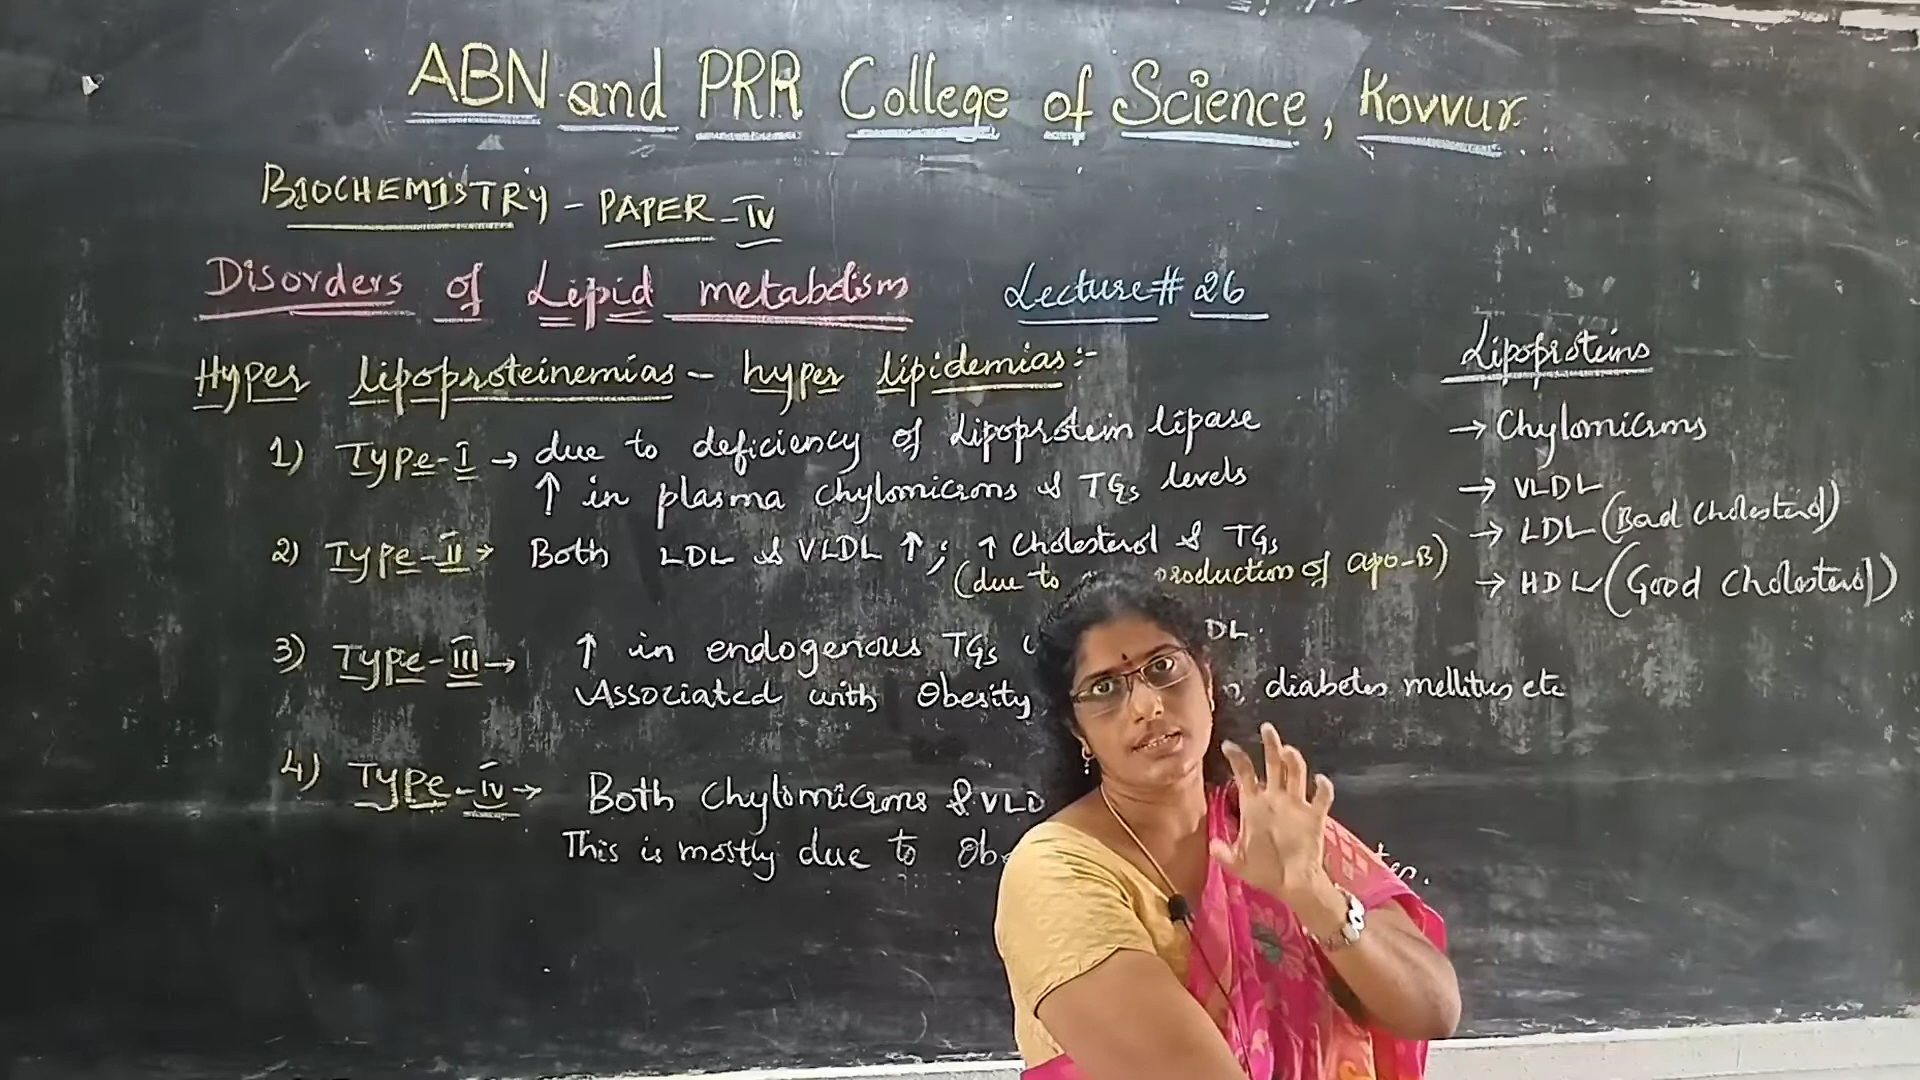 ABN and PRR College of Science, Kovvur.
BIOCHEMISTRY - PAPER-IV
Disorders of Lipid metabolism
Lecture# 26
Hyper lipoproteinemias - hyper lipidemias:-
1) Type-I → due to deficiency of Lipoprotein lipase
↑ in plasma chylomicrons & TGs levels
2) Type-II → Both LDL & VLDL ↑; ↑ Cholesterol & TGs
(due to production of apo-B)
3) Type-III → ↑ in endogenous TGs DL.
Associated with Obesity diabetes mellitus etc
4) Type-IV → Both Chylomicrons & VLD
This is mostly due to Ob
Lipoproteins
→ Chylomicrons
→ VLDL
→ LDL (Bad Cholesterol)
→ HDL (Good Cholesterol)